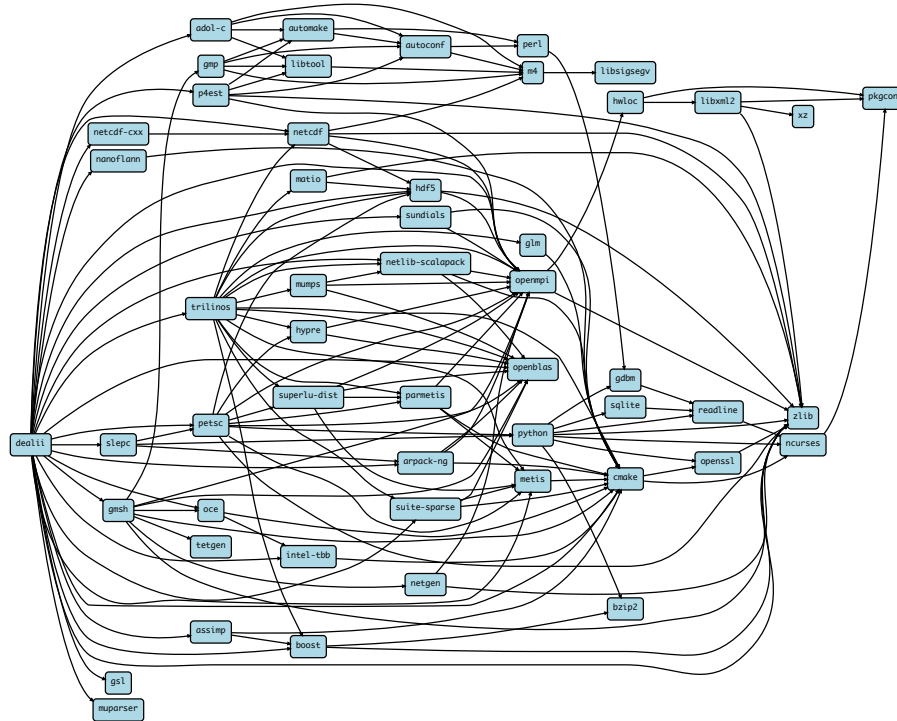 adol-c
automake
perl
autoconf
gmp
libtool
m4
libsigsegv
p4est
hwloc
libxml2
pkgcon
xz
netcdf-cxx
netcdf
nanoflann
matio
hdf5
sundials
glm
netlib-scalapack
openmpi
mumps
trilinos
hypre
openblas
gdbm
superlu-dist
parmetis
sqlite
readline
zlib
petsc
dealii
slepc
python
ncurses
arpack-ng
openssl
metis
cmake
gmsh
oce
suite-sparse
tetgen
intel-tbb
netgen
bzip2
assimp
boost
gsl
muparser